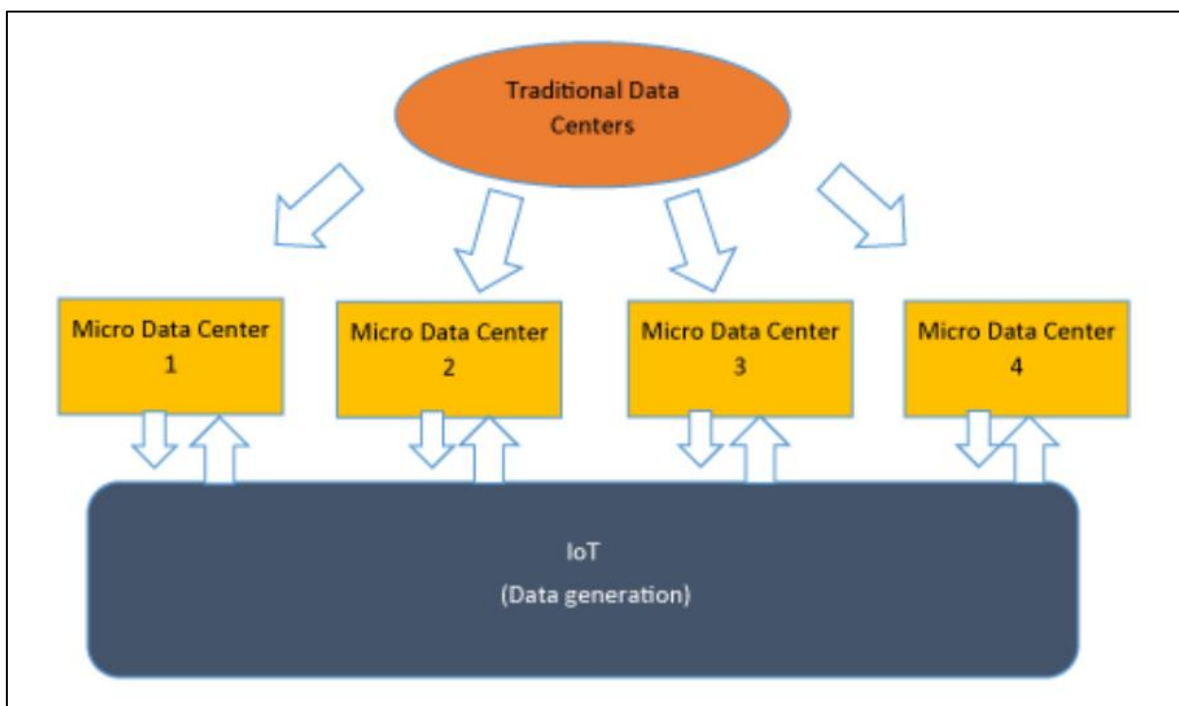 Traditional Data
Centers
Micro Data Center
1
Micro Data Center
2
Micro Data Center
3
Micro Data Center
4
IoT
(Data generation)